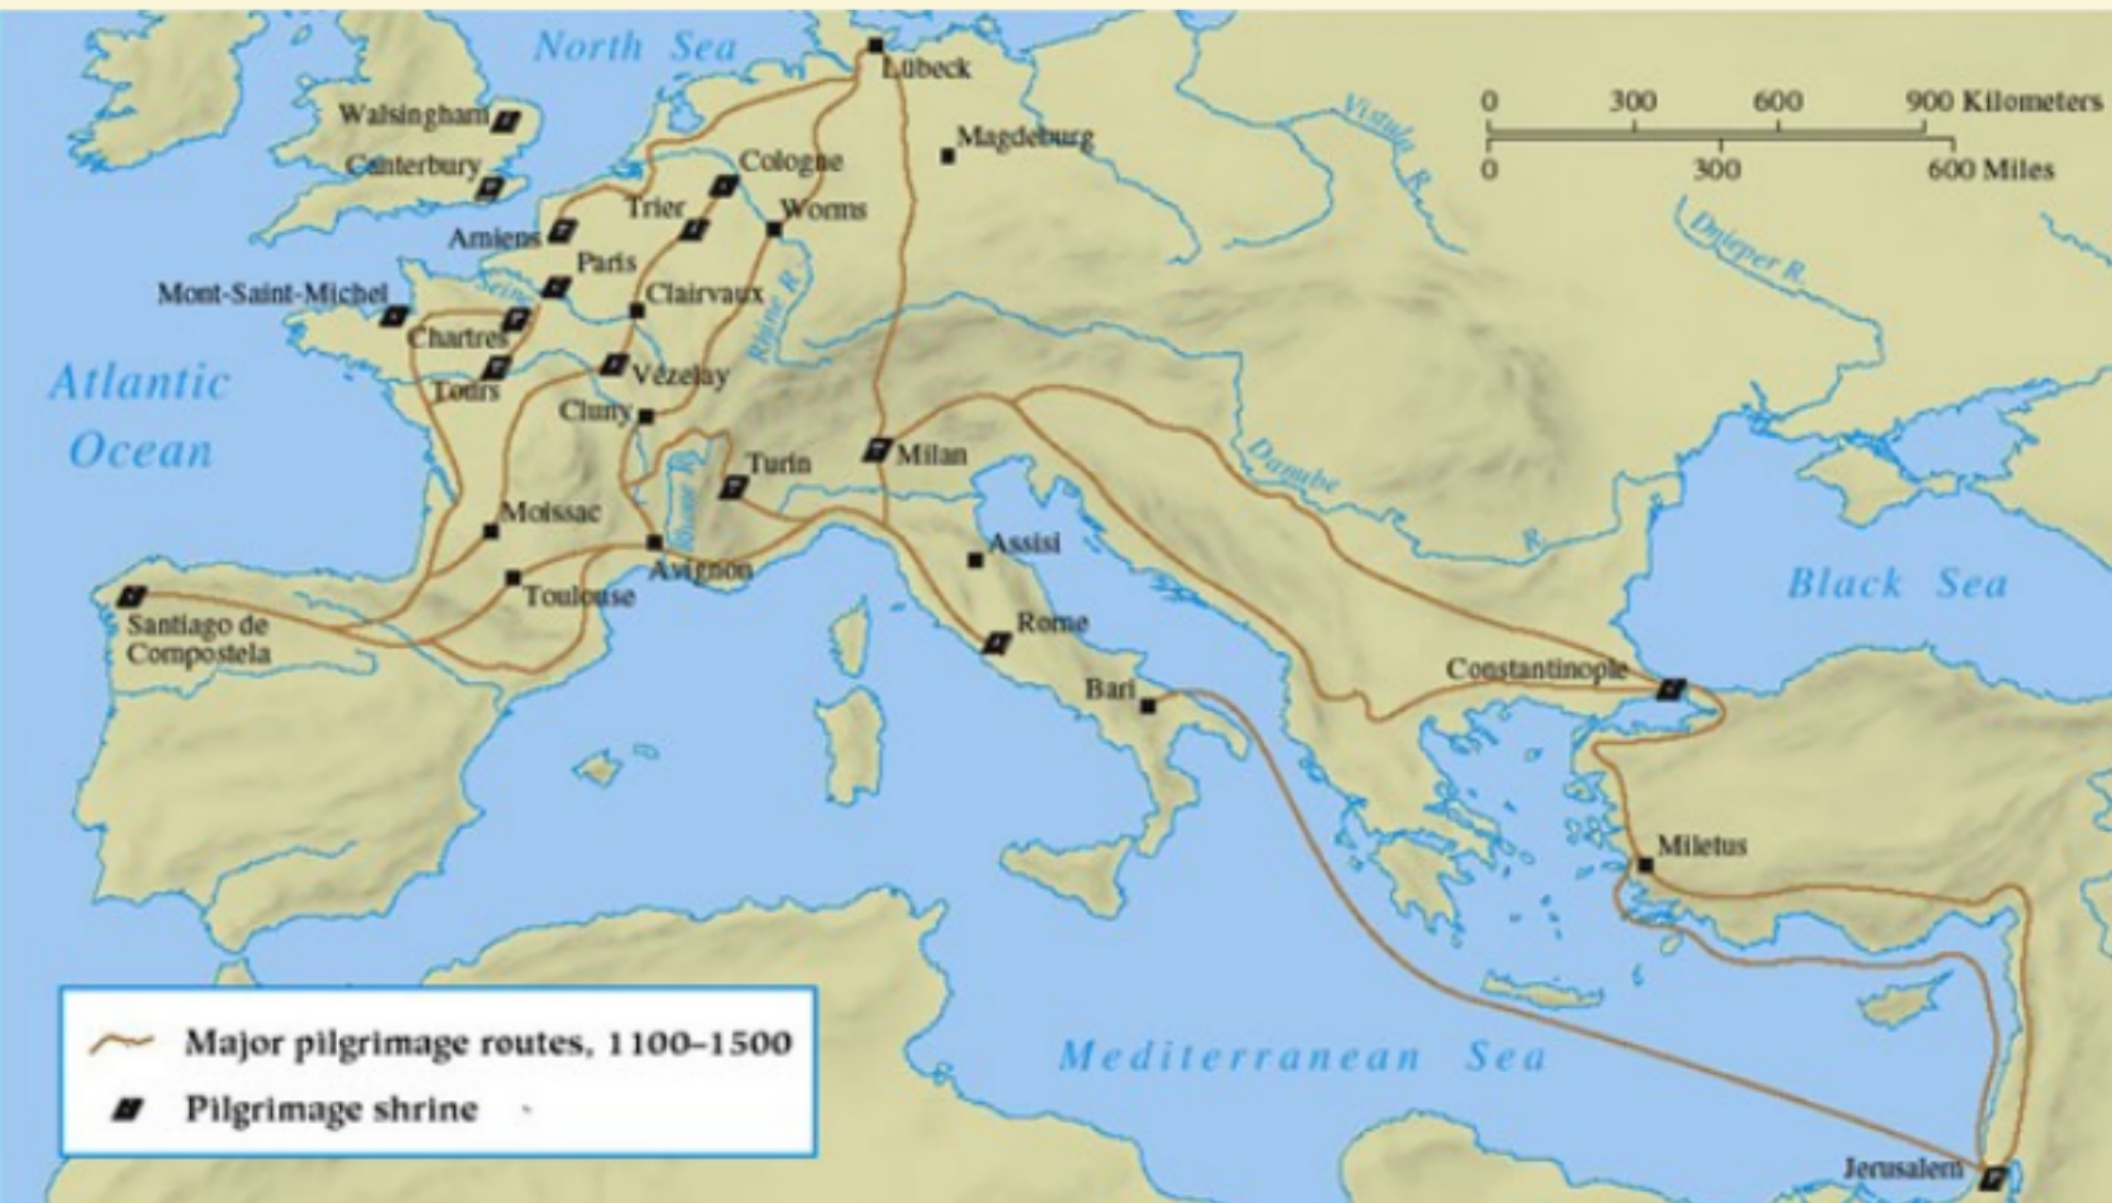 North Sea
Lübeck
Walsingham
Canterbury
Magdeburg
Cologne
Trier
Worms
Amiens
Paris
Mont-Saint-Michel
Seine
Clairvaux
Chartres
Rhine R.
Tours
Vézelay
Cluny
Atlantic
Ocean
Turin
Milan
Rhone R.
Moissac
Avignon
Toulouse
Assisi
Santiago de
Compostela
Rome
Bari
Vistula R.
0 300 600 900 Kilometers
0 300 600 Miles
Dnieper R.
Danube
R.
Black Sea
Constantinople
Miletus
Mediterranean Sea
Jerusalem
Major pilgrimage routes, 1100–1500
Pilgrimage shrine